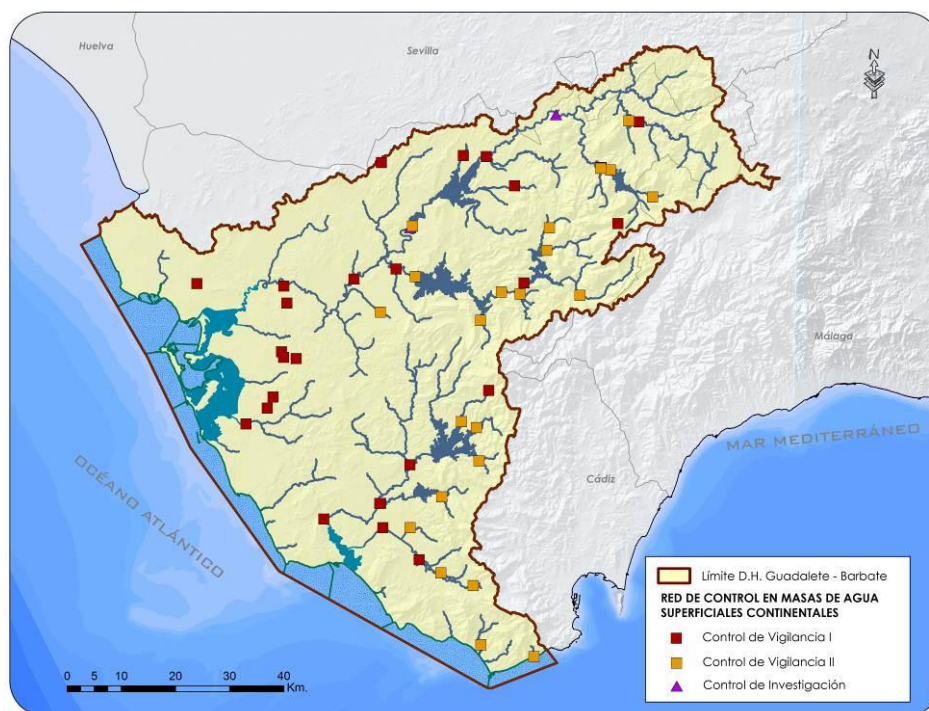 Huelva
Sevilla
N
Málaga
MAR MEDITERRÁNEO
Cádiz
OCÉANO ATLÁNTICO
0 5 10 20 30 40
Km.
Límite D.H. Guadalete - Barbate
RED DE CONTROL EN MASAS DE AGUA
SUPERFICIALES CONTINENTALES
Control de Vigilancia I
Control de Vigilancia II
Control de Investigación